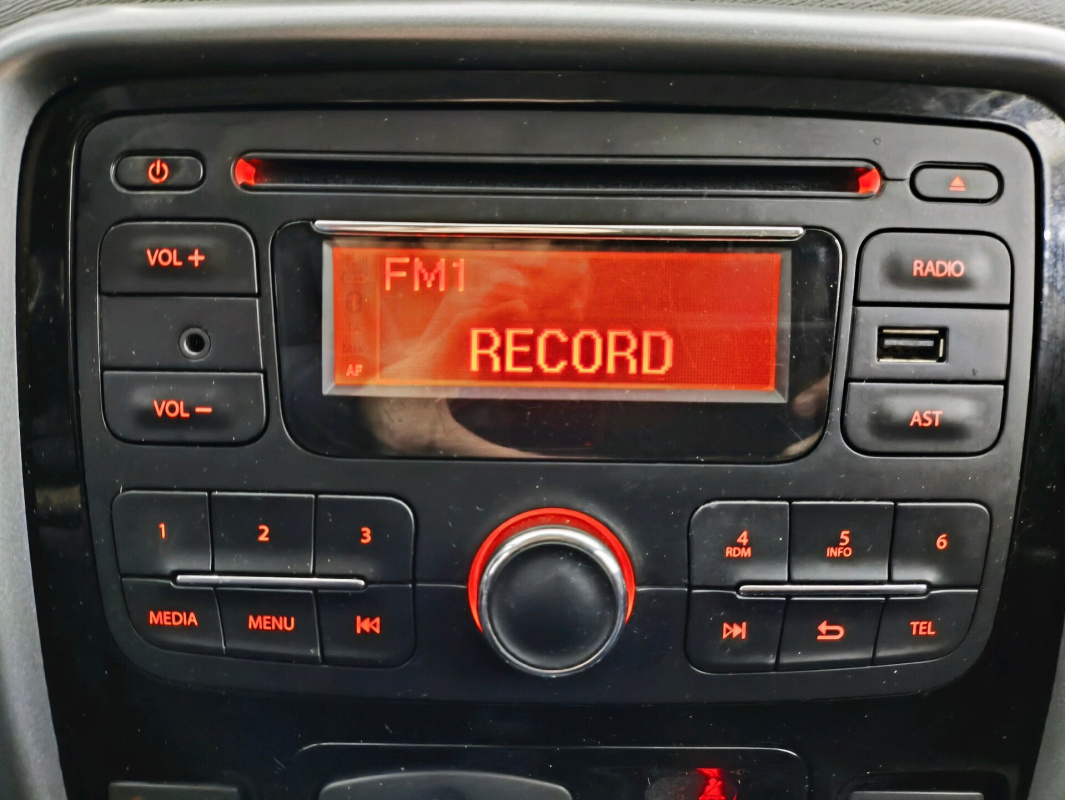 VOL +
RADIO
FM1
RECORD
AF
VOL −
AST
1
2
3
4
RDM
5
INFO
6
MEDIA
MENU
TEL